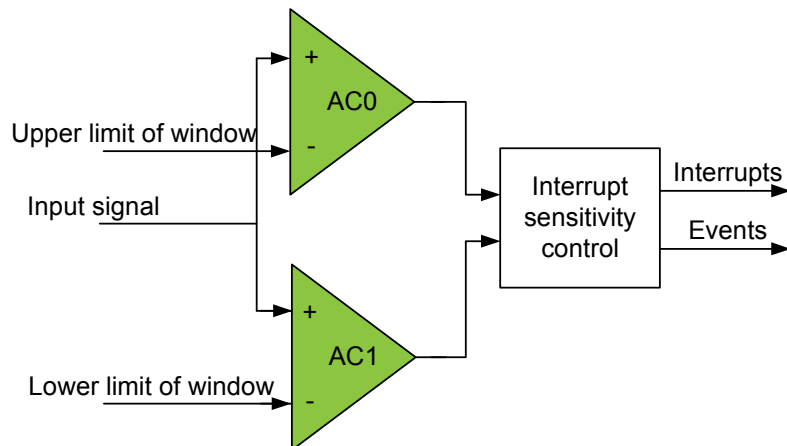 +
AC0
Upper limit of window
-
Input signal
Interrupt
sensitivity
control
Interrupts
Events
+
AC1
Lower limit of window
-